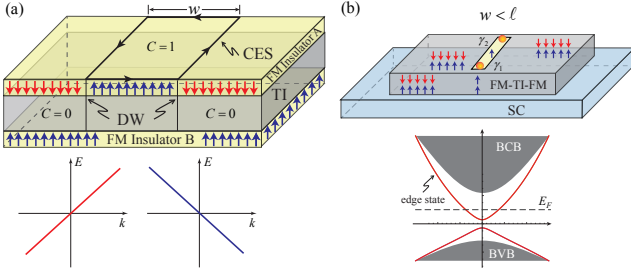 (a)
w
C = 1
CES
FM Insulator A
TI
C = 0
DW
C = 0
FM Insulator B
E
k
E
k
(b)
w < ℓ
γ₂
γ₁
FM-TI-FM
SC
E
BCB
edge state
E_F
k
BVB